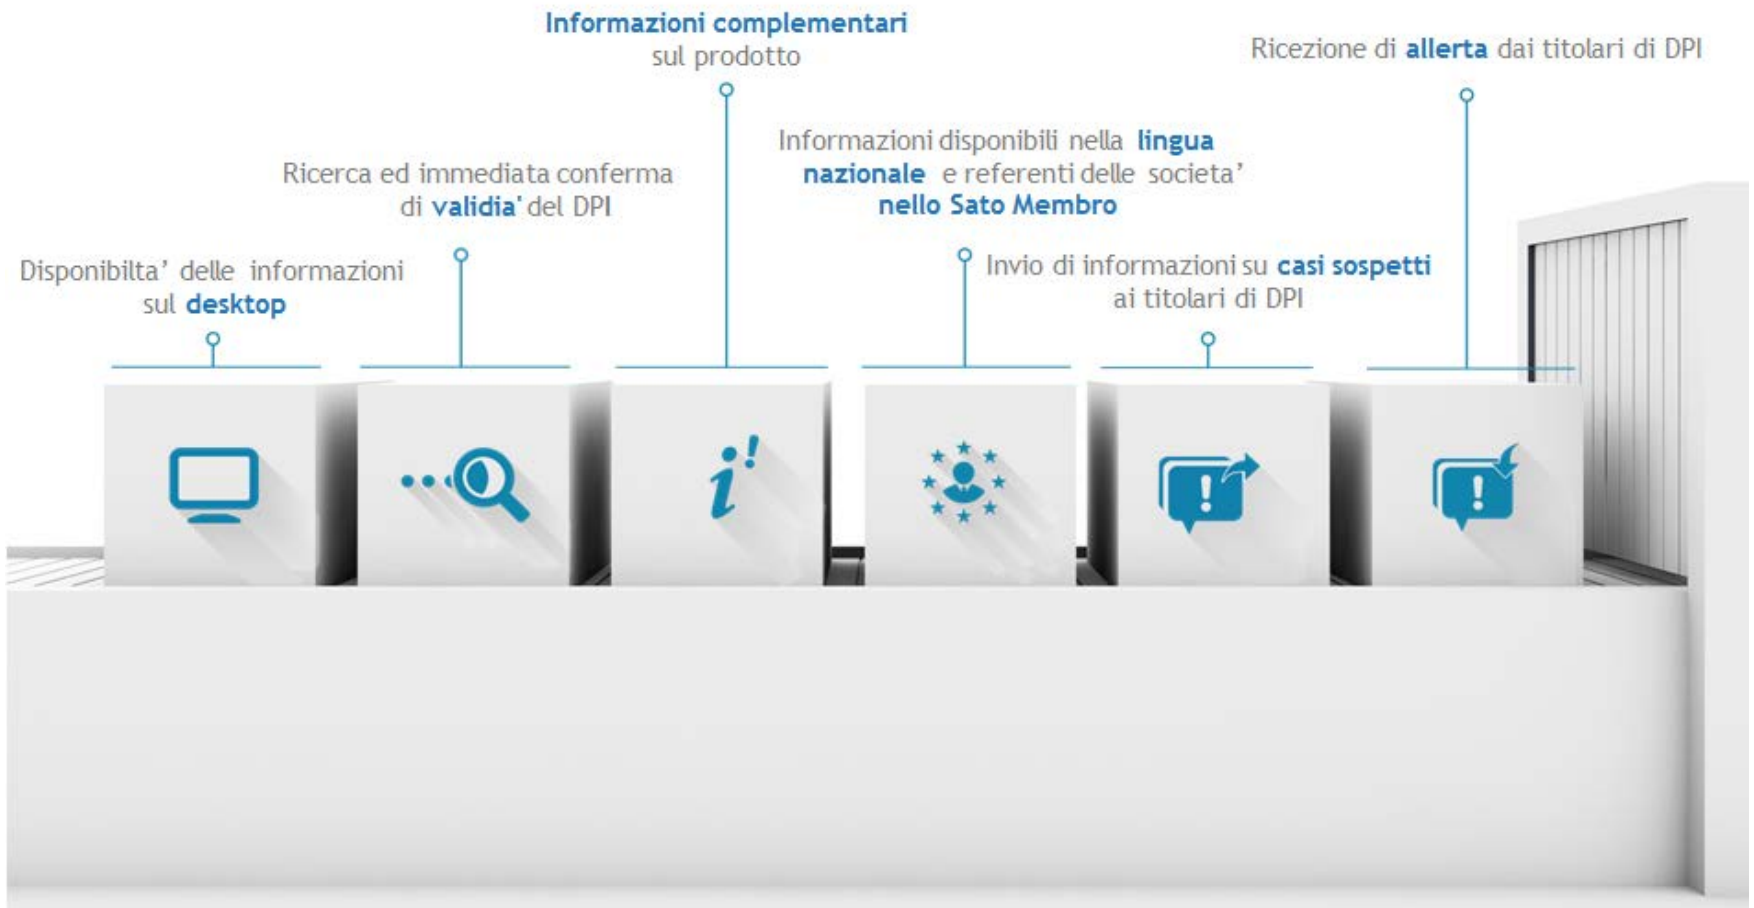 Informazioni complementari
sul prodotto
Ricezione di allerta dai titolari di DPI
Informazioni disponibili nella lingua
nazionale e referenti delle societa’
nello Sato Membro
Ricerca ed immediata conferma
di validia' del DPI
Disponibilta’ delle informazioni
sul desktop
Invio di informazioni su casi sospetti
ai titolari di DPI